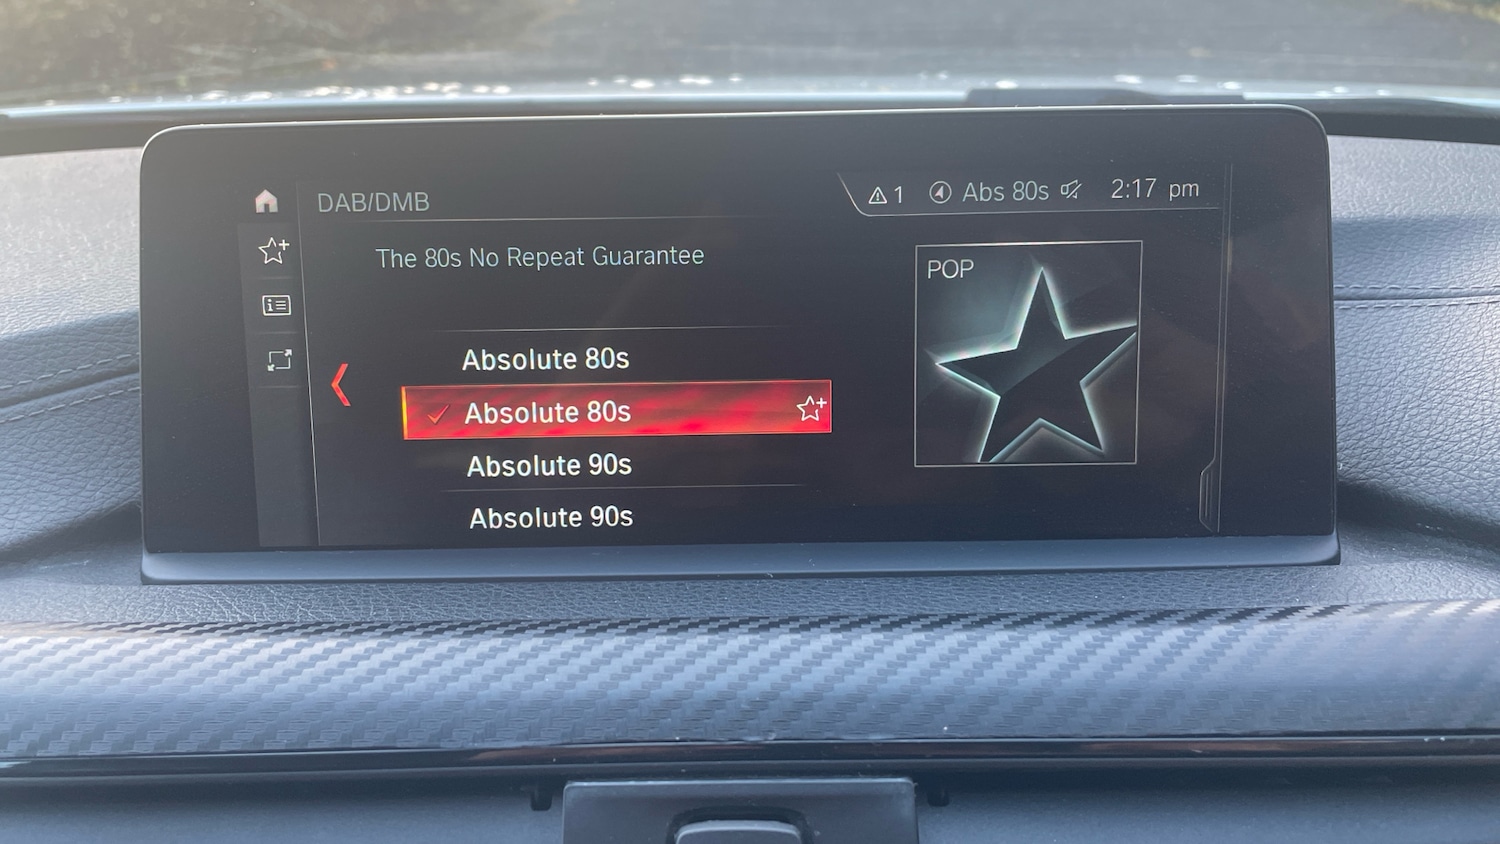 DAB/DMB
1 Abs 80s 2:17 pm
The 80s No Repeat Guarantee
POP
Absolute 80s
Absolute 80s
Absolute 90s
Absolute 90s